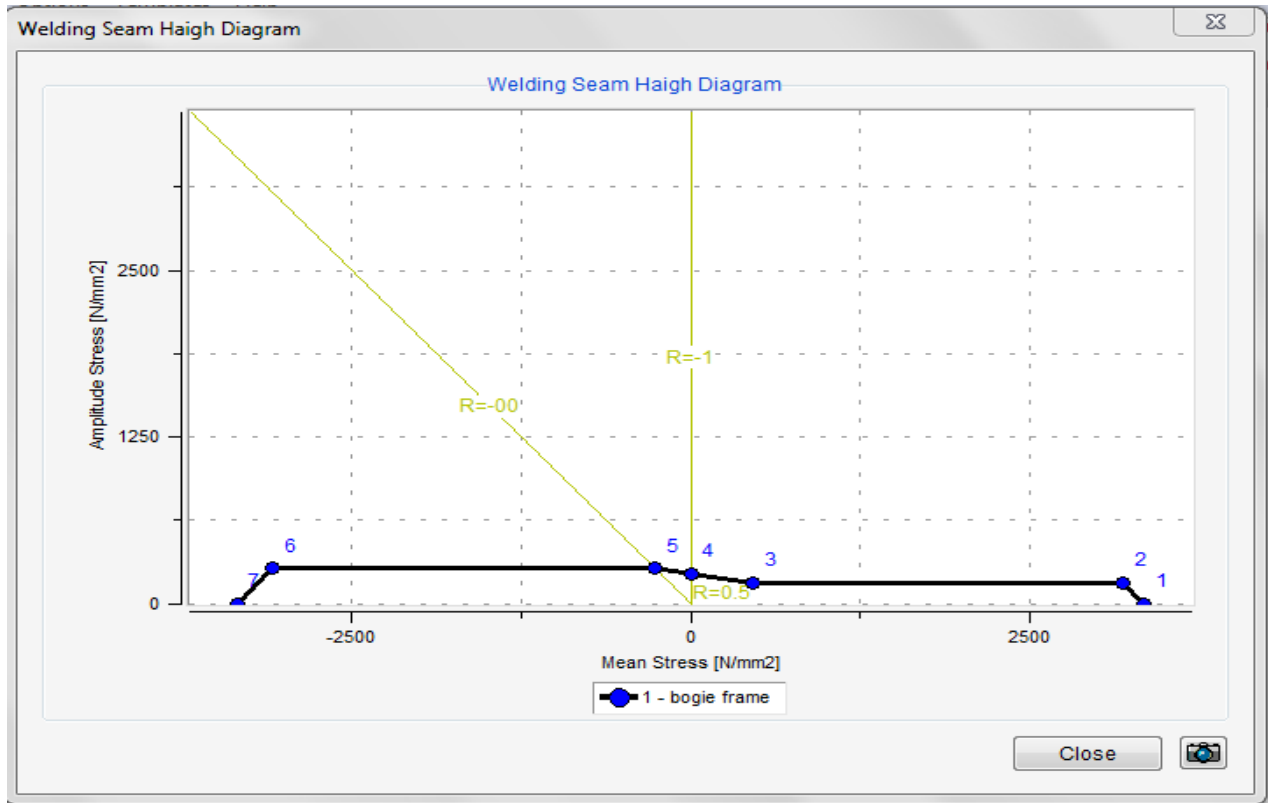 Welding Seam Haigh Diagram
Welding Seam Haigh Diagram
Amplitude Stress [N/mm2]
2500
1250
0
R=-1
R=-00
R=0.5
6
7
5
4
3
2
1
-2500
0
2500
Mean Stress [N/mm2]
1 - bogie frame
Close